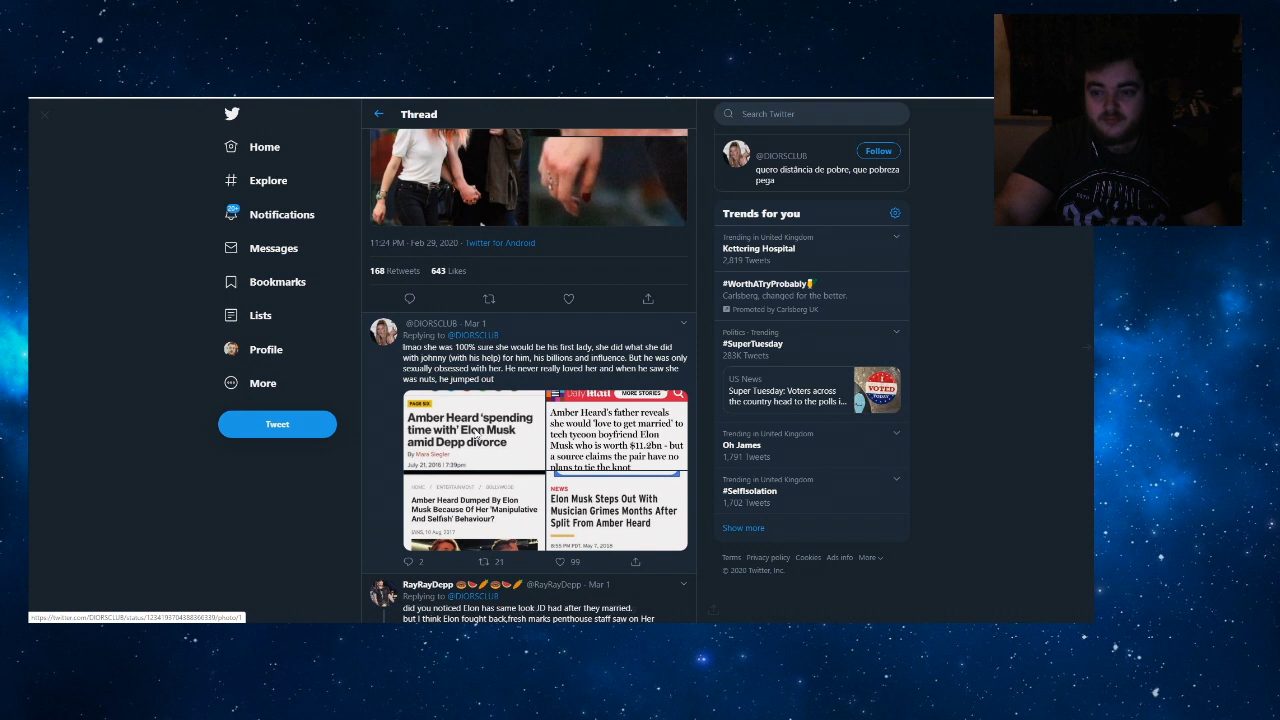 Home
Explore
20+
Notifications
Messages
Bookmarks
Lists
Profile
More
Tweet
Thread
11:24 PM · Feb 29, 2020 · Twitter for Android
168 Retweets 643 Likes
@DIORSCLUB · Mar 1
Replying to @DIORSCLUB
lmao she was 100% sure she would be his first lady, she did what she did
with johnny (with his help) for him, his billions and influence. But he was only
sexually obsessed with her. He never really loved her and when he saw she
was nuts, he jumped out
PAGE SIX
Amber Heard 'spending
time with' Elon Musk
amid Depp divorce
By Mara Siegler
July 21, 2016 | 7:39pm
Daily Mail
MORE STORIES
Amber Heard's father reveals
she would 'love to get married' to
tech tycoon boyfriend Elon
Musk who is worth $11.2bn - but
a source claims the pair have no
plans to tie the knot
HOME / ENTERTAINMENT / HOLLYWOOD
Amber Heard Dumped By Elon
Musk Because Of Her 'Manipulative
And Selfish' Behaviour?
IANS, 10 Aug, 2017
NEWS
Elon Musk Steps Out With
Musician Grimes Months After
Split From Amber Heard
8:55 PM PDT, May 7, 2018
2 21 99
RayRayDepp @RayRayDepp · Mar 1
Replying to @DIORSCLUB
did you noticed Elon has same look JD had after they married.
but I think Elon fought back,fresh marks penthouse staff saw on Her
Search Twitter
@DIORSCLUB
Follow
quero distância de pobre, que pobreza
pega
Trends for you
Trending in United Kingdom
Kettering Hospital
2,819 Tweets
#WorthATryProbably
Carlsberg, changed for the better.
Promoted by Carlsberg UK
Politics · Trending
#SuperTuesday
283K Tweets
US News
Super Tuesday: Voters across
the country head to the polls i...
I VOTED
TODAY
Trending in United Kingdom
Oh James
1,791 Tweets
Trending in United Kingdom
#SelfIsolation
1,702 Tweets
Show more
Terms Privacy policy Cookies Ads info More
© 2020 Twitter, Inc.
https://twitter.com/DIORSCLUB/status/1234193704388366339/photo/1